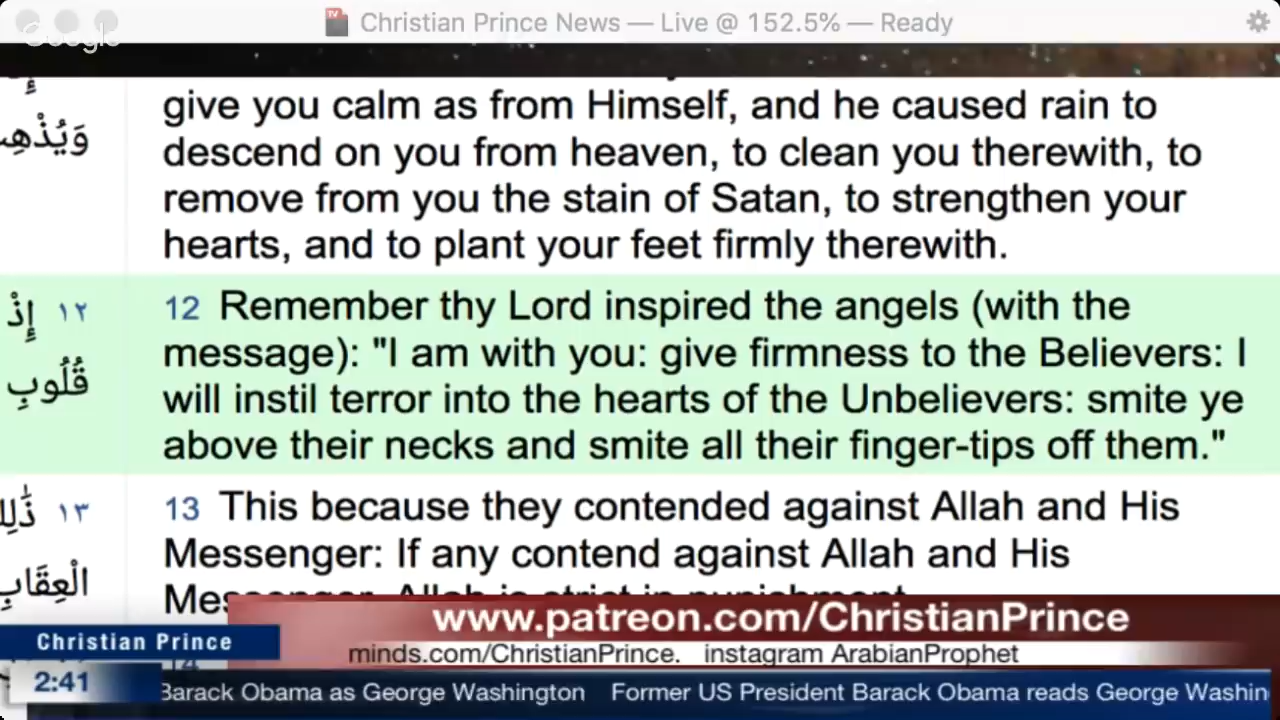 Christian Prince News — Live @ 152.5% — Ready
Google
give you calm as from Himself, and he caused rain to
descend on you from heaven, to clean you therewith, to
remove from you the stain of Satan, to strengthen your
hearts, and to plant your feet firmly therewith.
١٢ إِذْ
قُلُوبِ
12 Remember thy Lord inspired the angels (with the
message): "I am with you: give firmness to the Believers: I
will instil terror into the hearts of the Unbelievers: smite ye
above their necks and smite all their finger-tips off them."
١٣
الْعِقَابِ
13 This because they contended against Allah and His
Messenger: If any contend against Allah and His
Messenger, Allah is strict in punishment.
www.patreon.com/ChristianPrince
Christian Prince
minds.com/ChristianPrince. instagram ArabianProphet
2:41
Barack Obama as George Washington Former US President Barack Obama reads George